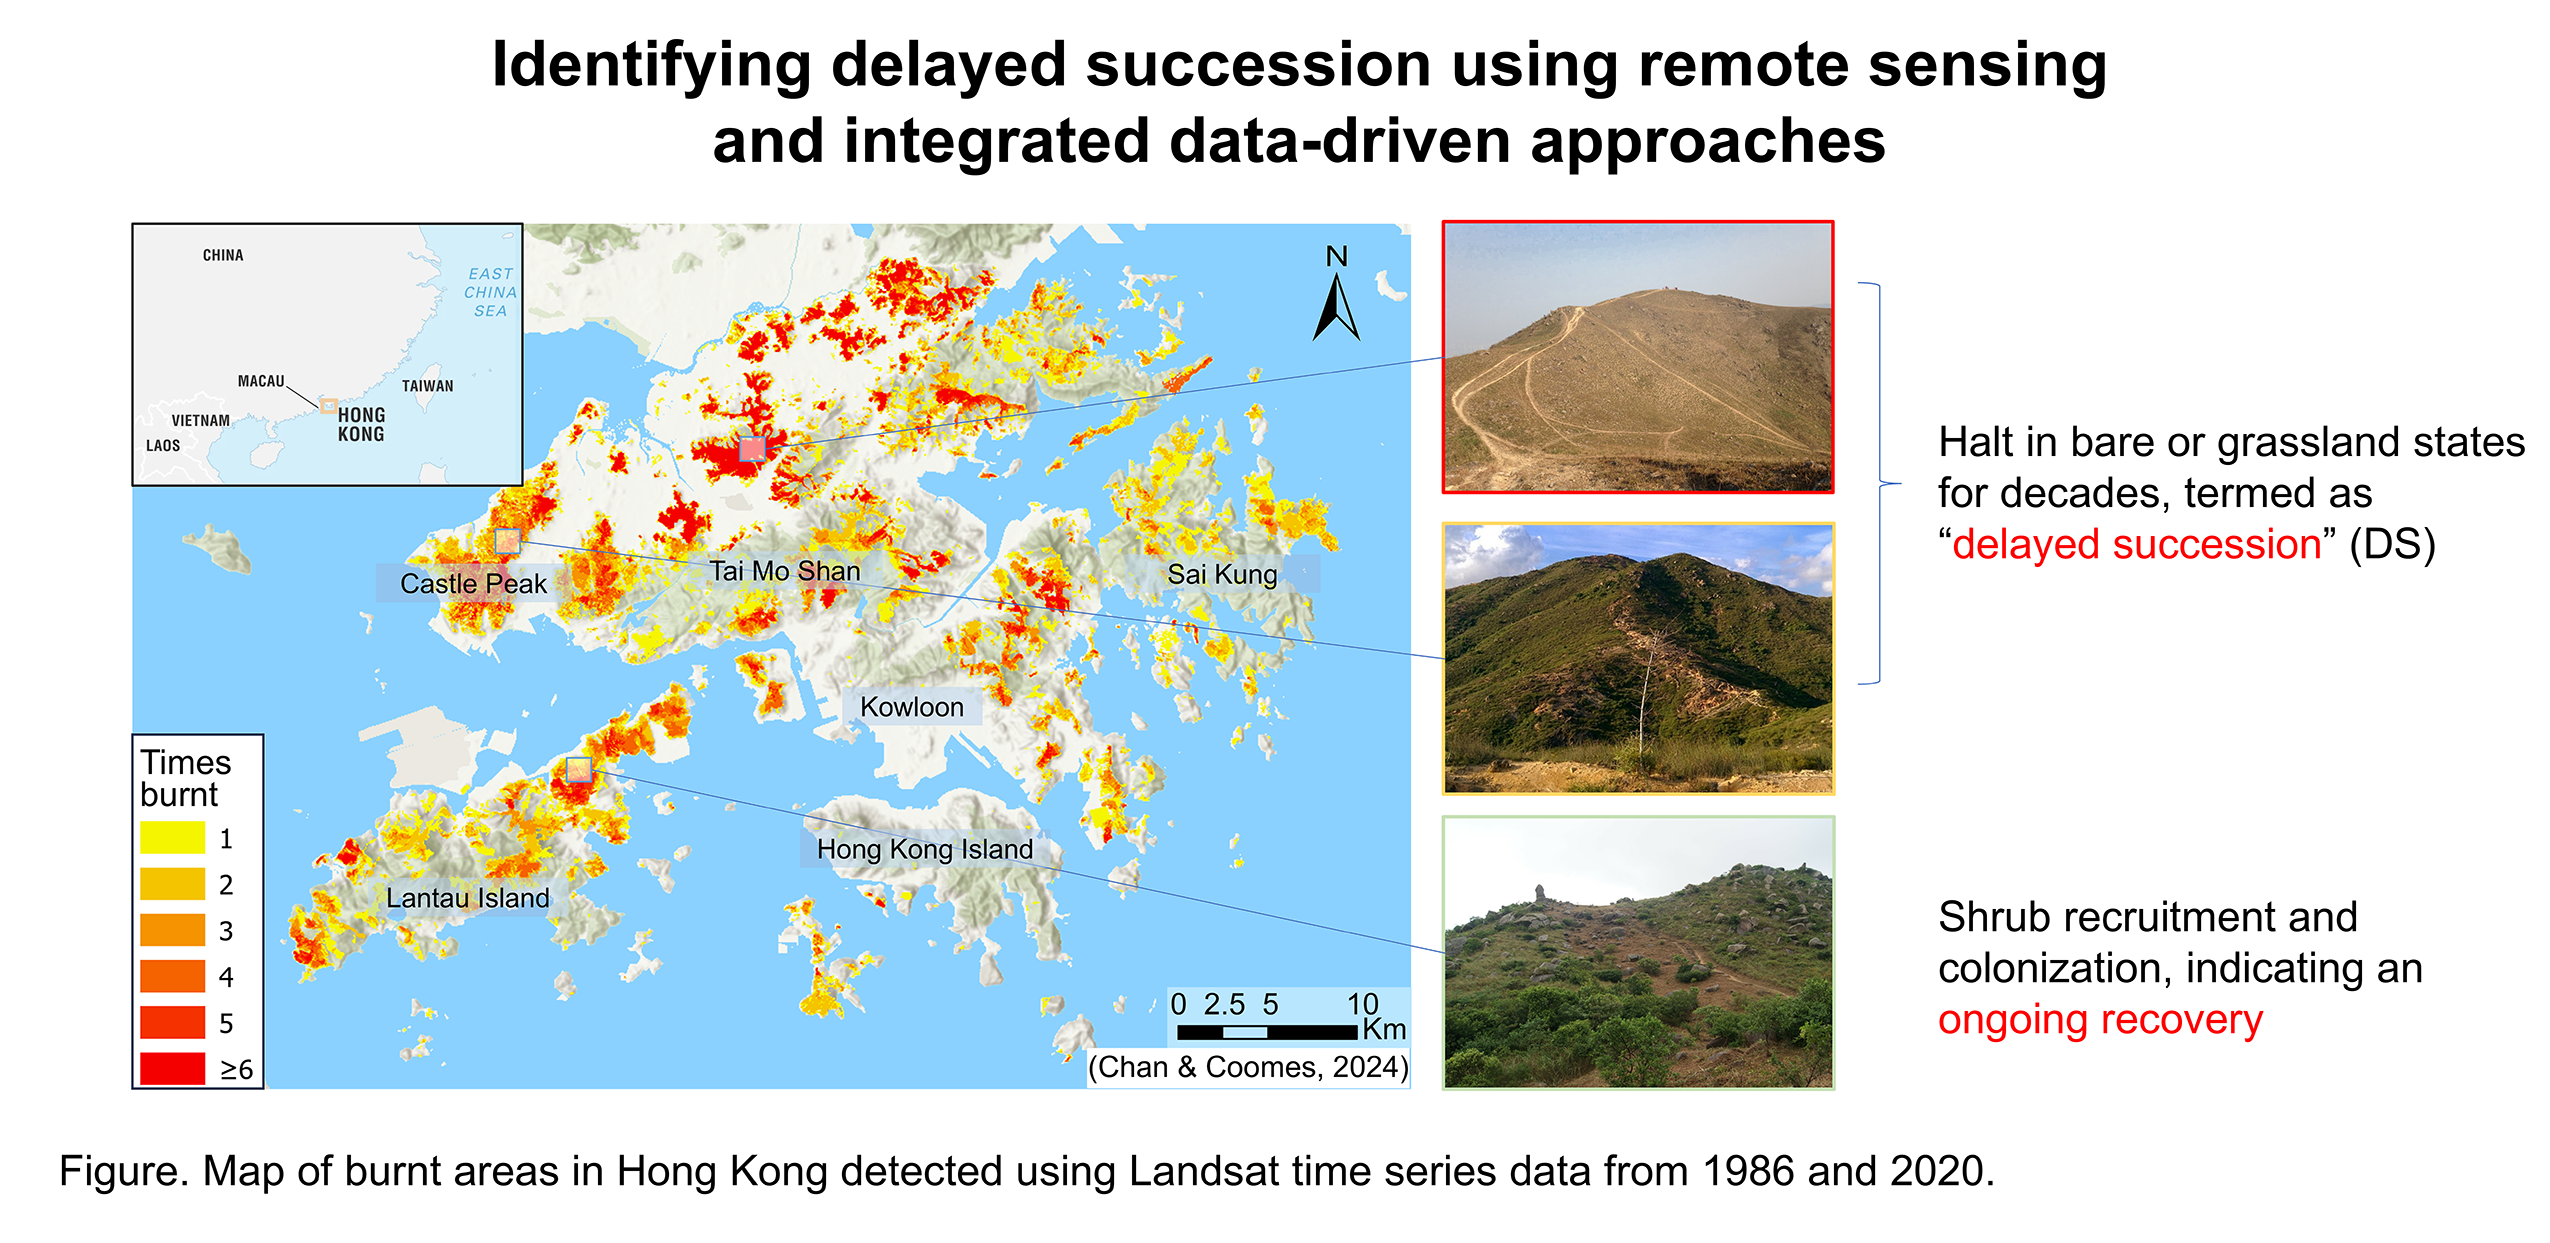 Identifying delayed succession using remote sensing
and integrated data-driven approaches
CHINA
EAST
CHINA
SEA
MACAU
TAIWAN
HONG
KONG
VIETNAM
LAOS
N
Castle Peak
Tai Mo Shan
Sai Kung
Kowloon
Hong Kong Island
Lantau Island
Times
burnt
1
2
3
4
5
≥6
0 2.5 5 10
Km
(Chan & Coomes, 2024)
Halt in bare or grassland states
for decades, termed as
“delayed succession” (DS)
Shrub recruitment and
colonization, indicating an
ongoing recovery
Figure. Map of burnt areas in Hong Kong detected using Landsat time series data from 1986 and 2020.